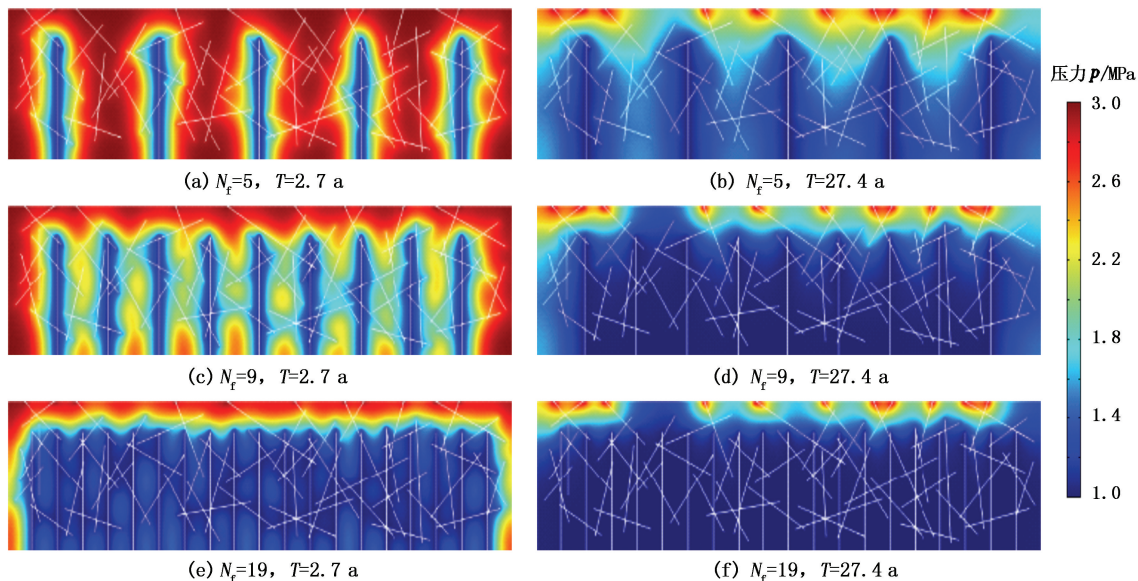 压力p/MPa
3.0
2.6
2.2
1.8
1.4
1.0
(a) Nf=5, T=2.7 a
(b) Nf=5, T=27.4 a
(c) Nf=9, T=2.7 a
(d) Nf=9, T=27.4 a
(e) Nf=19, T=2.7 a
(f) Nf=19, T=27.4 a